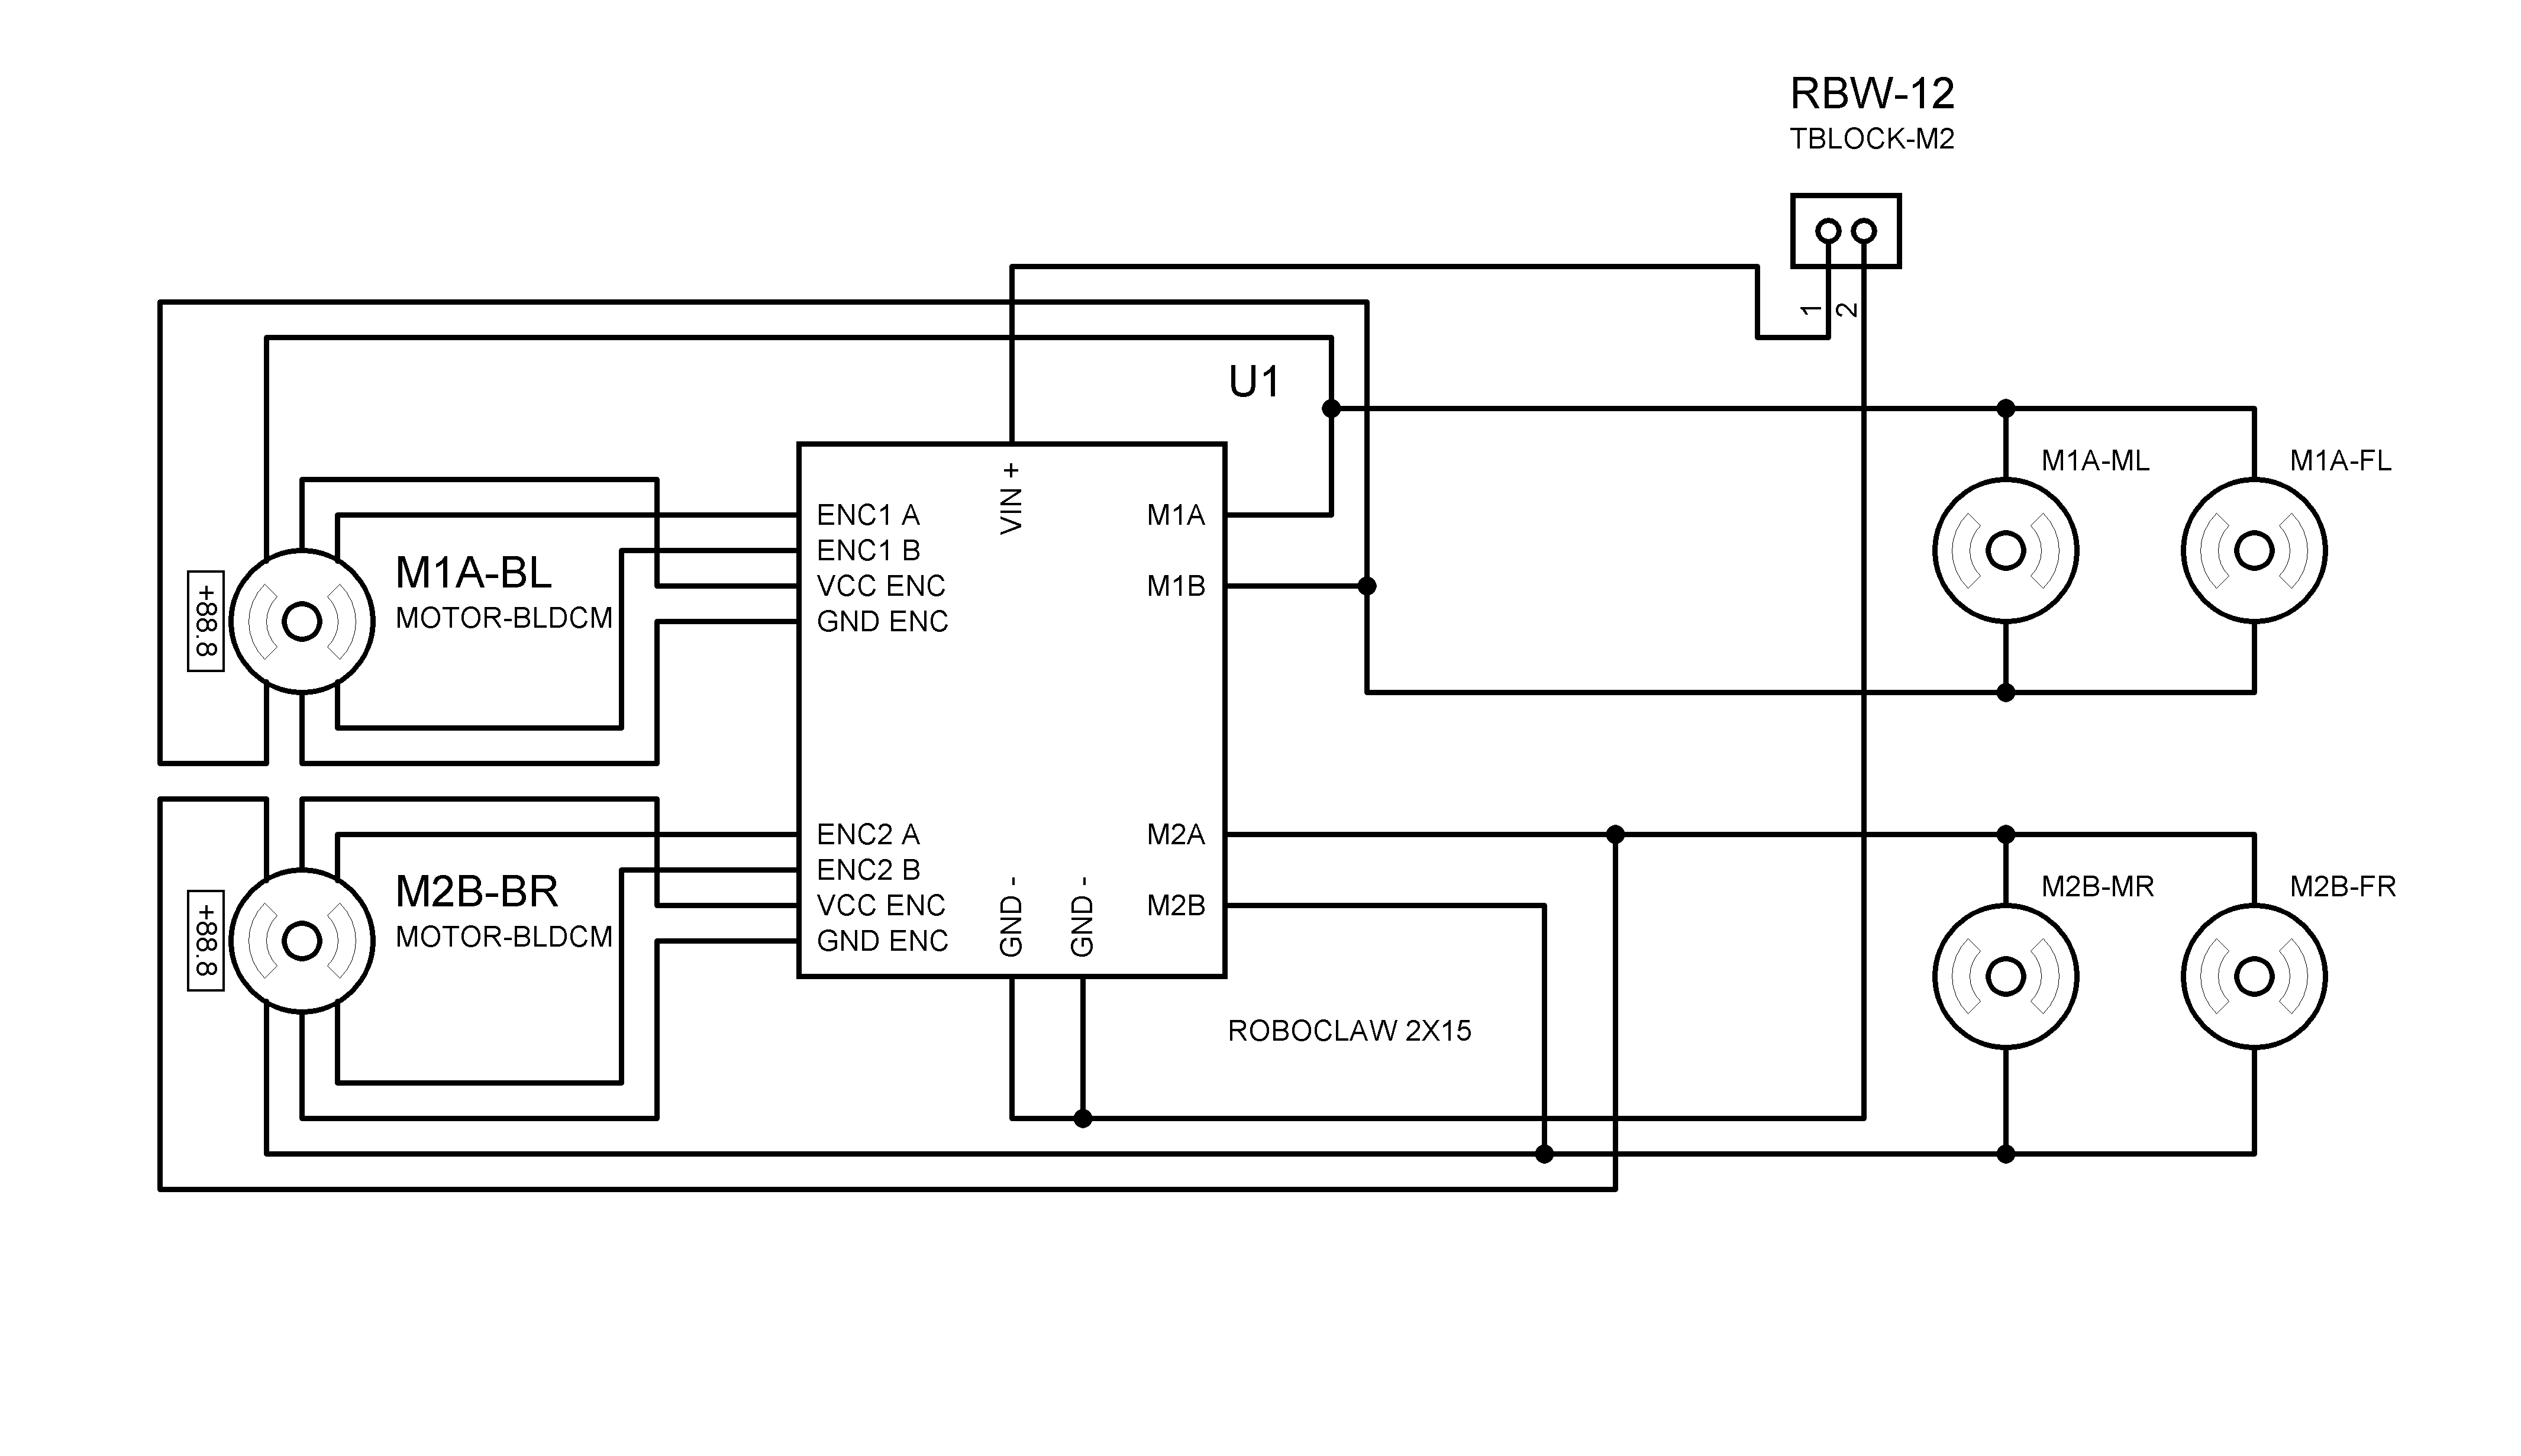 RBW-12
TBLOCK-M2
1
2
U1
M1A-ML
M1A-FL
VIN +
ENC1 A
ENC1 B
VCC ENC
GND ENC
M1A
M1B
M1A-BL
MOTOR-BLDCM
+88.8
ENC2 A
ENC2 B
VCC ENC
GND ENC
GND -
GND -
M2A
M2B
M2B-BR
MOTOR-BLDCM
+88.8
M2B-MR
M2B-FR
ROBOCLAW 2X15